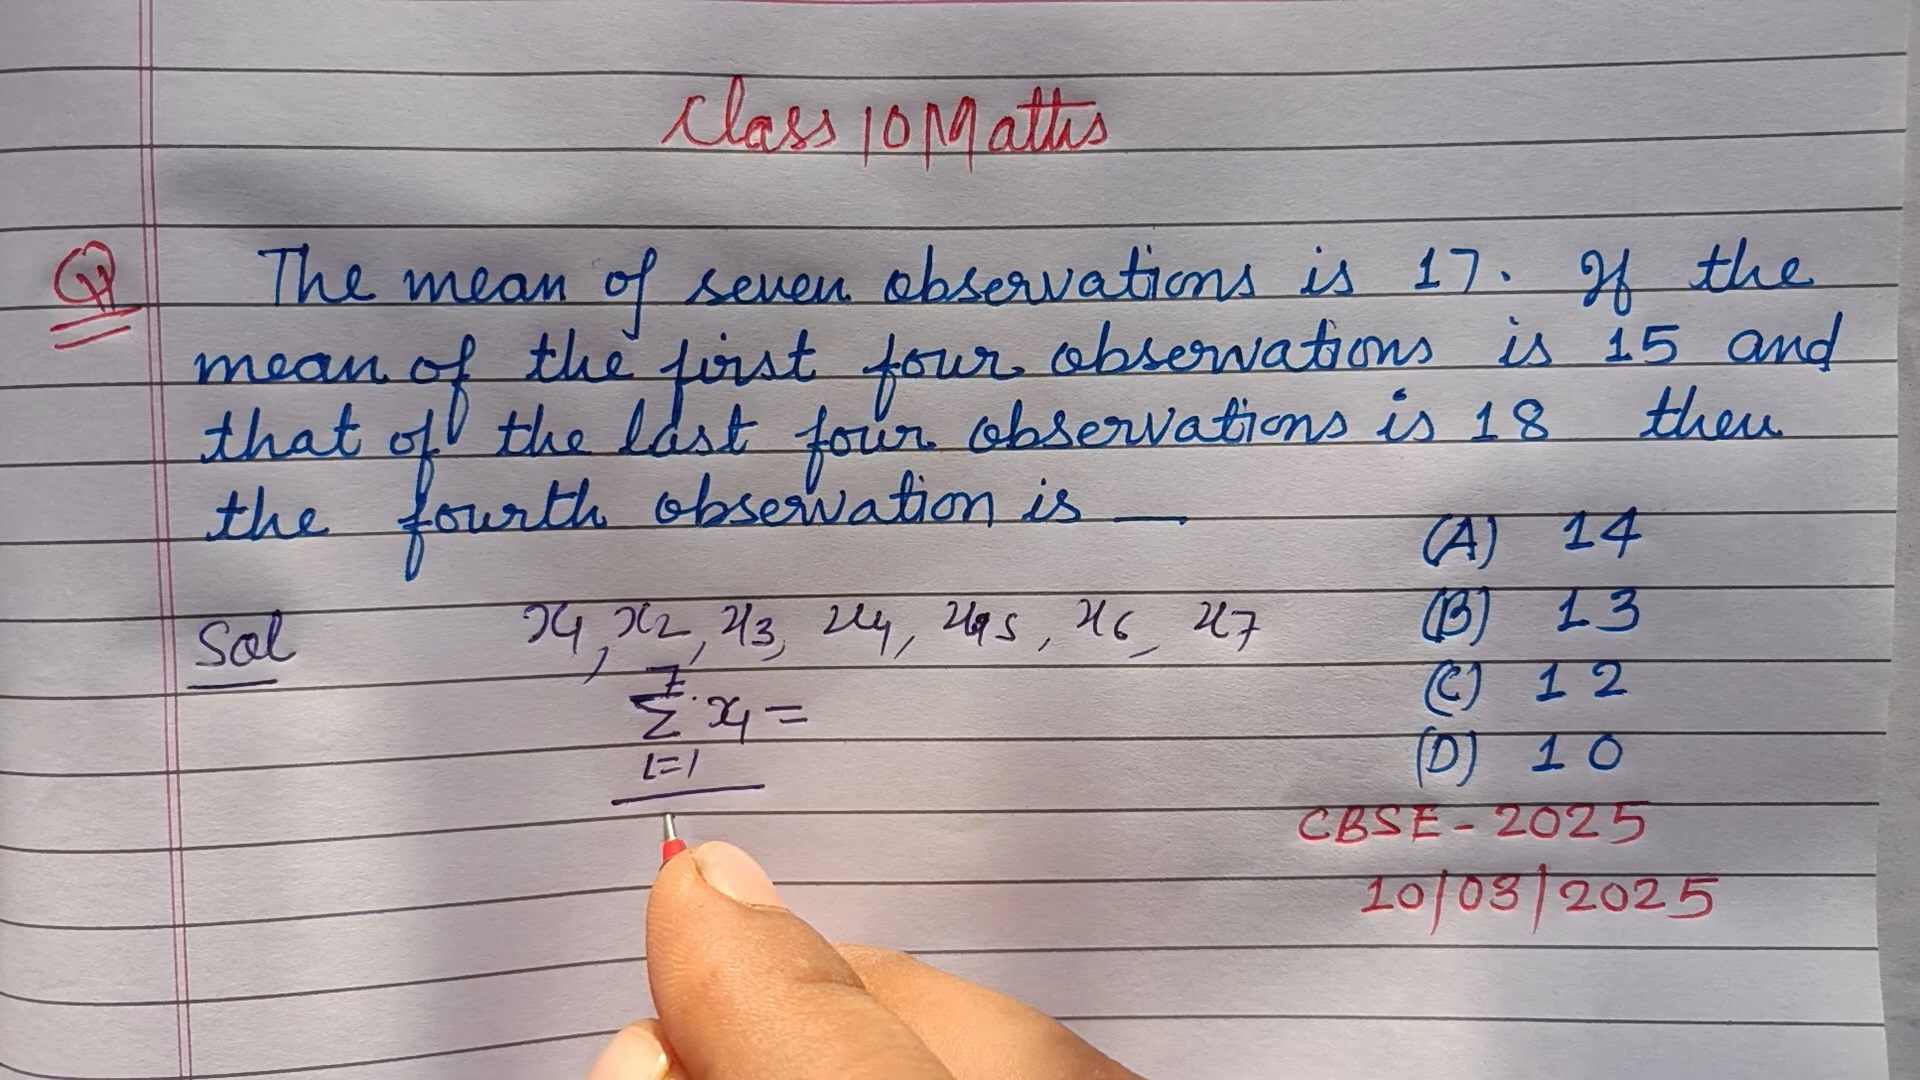 Class 10 Maths
Q The mean of seven observations is 17. If the
mean of the first four observations is 15 and
that of the last four observations is 18 then
the fourth observation is __
(A) 14
Sol x1, x2, x3, x4, x5, x6, x7
(B) 13
7
Σ xi =
i=1
(C) 12
(D) 10
CBSE - 2025
10/03/2025